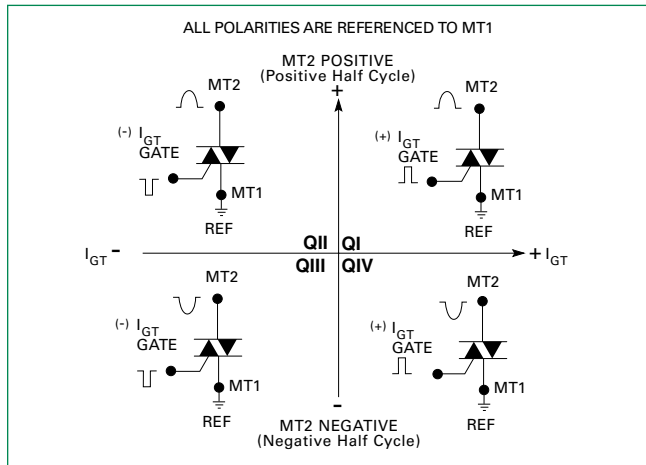 ALL POLARITIES ARE REFERENCED TO MT1
MT2 POSITIVE
(Positive Half Cycle)
+
MT2
(-) IGT
GATE
MT1
REF
MT2
(+) IGT
GATE
MT1
REF
IGT -
QII QI
QIII QIV
+ IGT
MT2
(-) IGT
GATE
MT1
REF
MT2
(+) IGT
GATE
MT1
REF
-
MT2 NEGATIVE
(Negative Half Cycle)